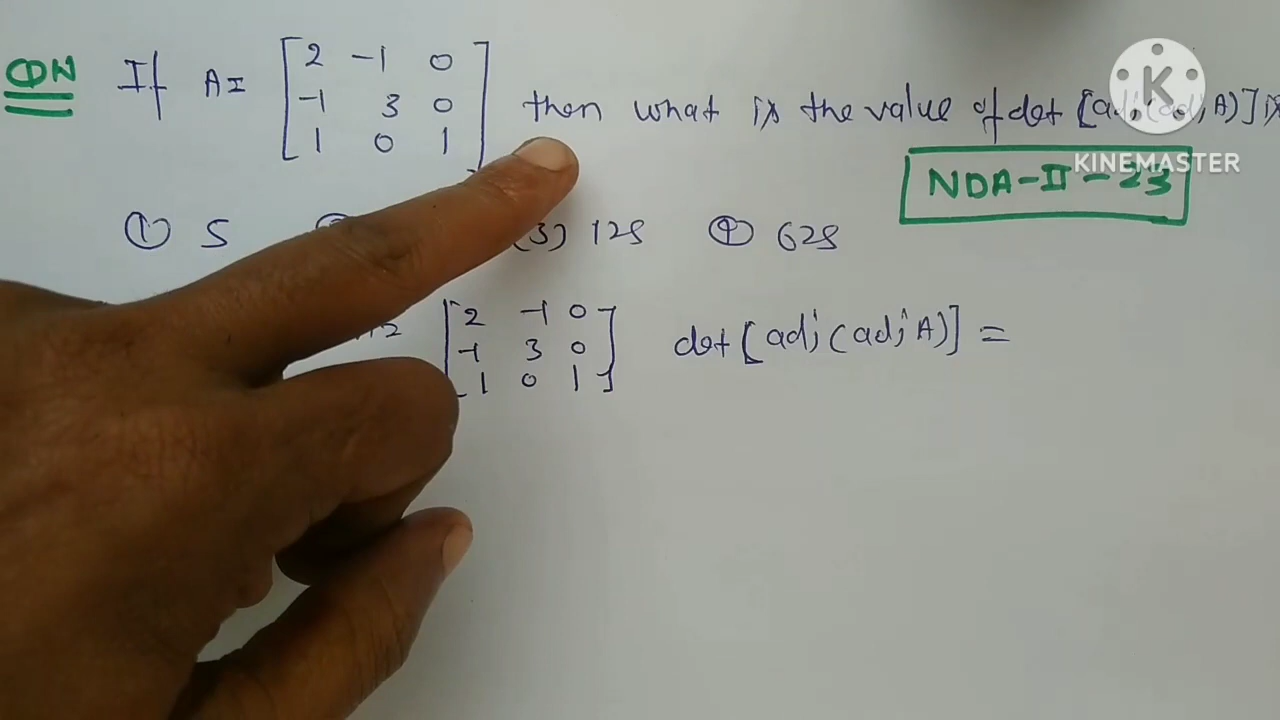 QN If A= [2 -1 0 -1 3 0 1 0 1] then what is the value of det [adj(adj A)] is
K
KINEMASTER
NDA-II-23
① 5 (3) 125 ④ 625
[2 -1 0 -1 3 0 1 0 1] det [adj(adj A)] =